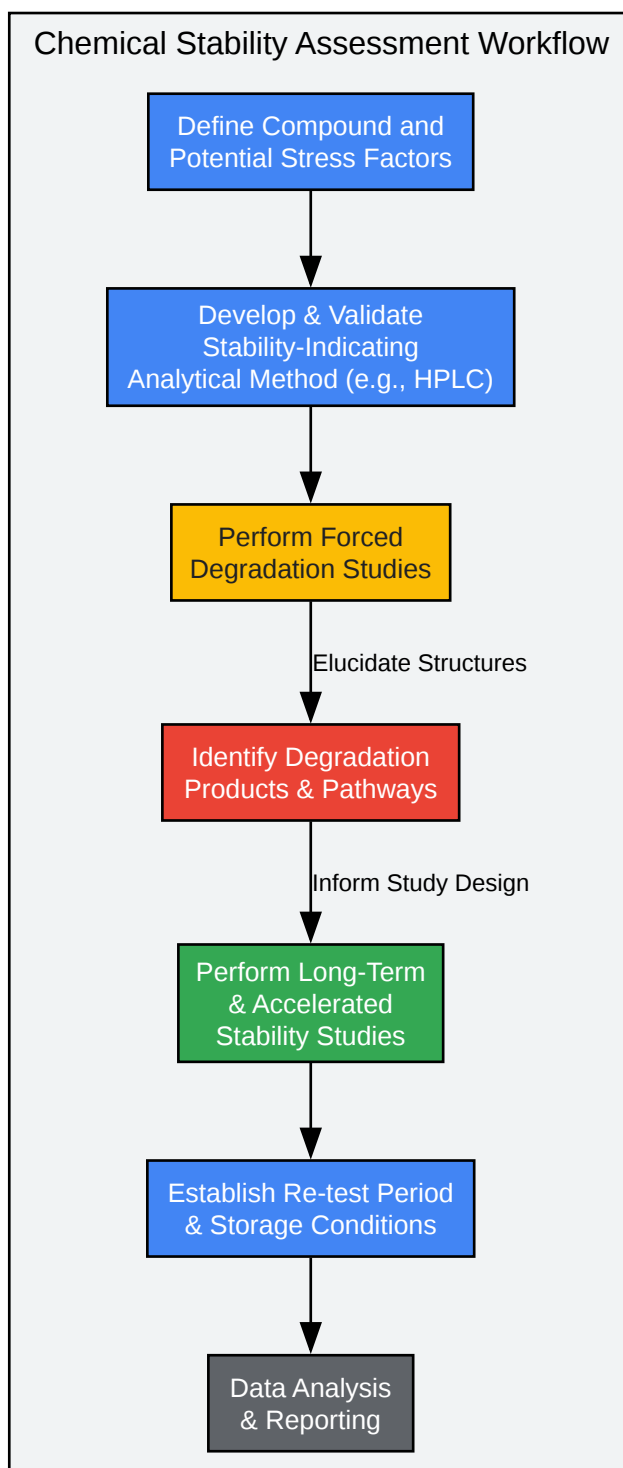 Chemical Stability Assessment Workflow
Define Compound and
Potential Stress Factors
Develop & Validate
Stability-Indicating
Analytical Method (e.g., HPLC)
Perform Forced
Degradation Studies
Elucidate Structures
Identify Degradation
Products & Pathways
Inform Study Design
Perform Long-Term
& Accelerated
Stability Studies
Establish Re-test Period
& Storage Conditions
Data Analysis
& Reporting